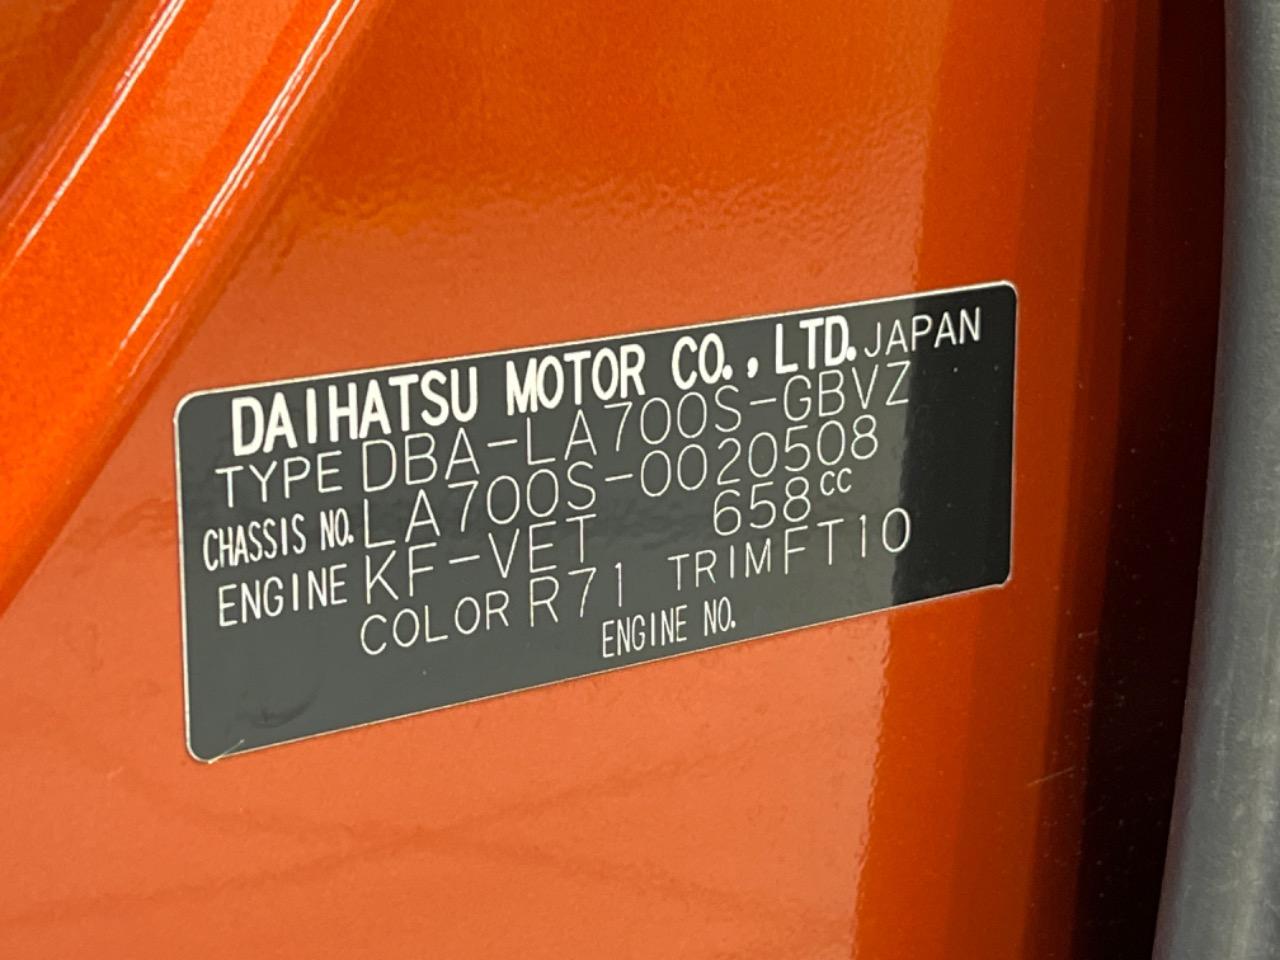 DAIHATSU MOTOR CO., LTD. JAPAN
TYPE DBA-LA700S-GBVZ
CHASSIS NO. LA700S-0020508
ENGINE KF-VET 658cc
COLOR R71 TRIM FT10
ENGINE NO.